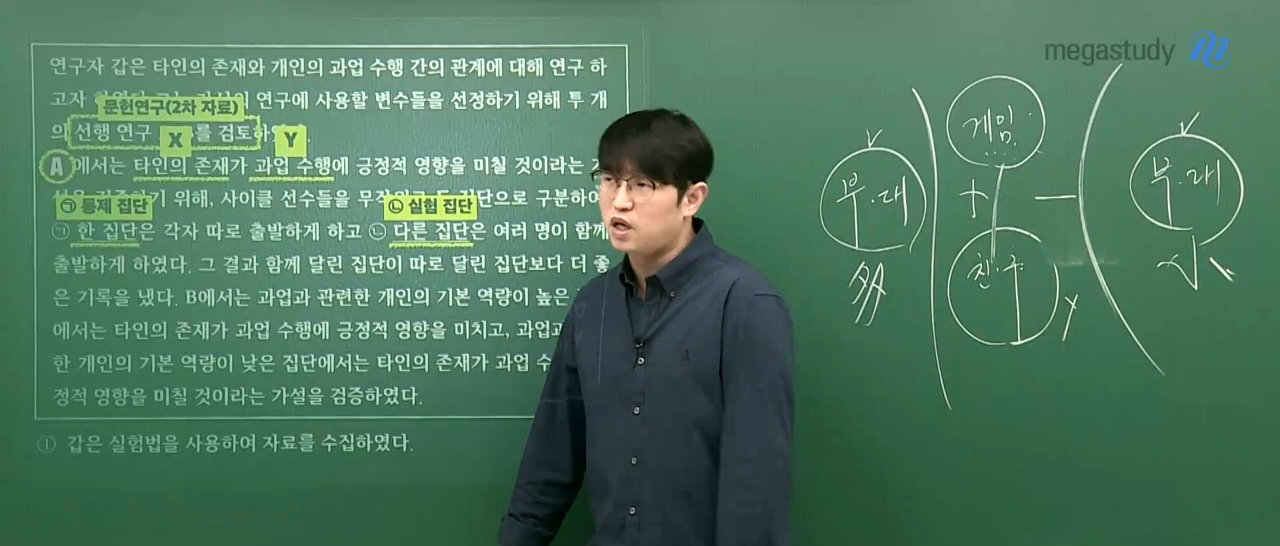 megastudy
연구자 갑은 타인의 존재와 개인의 과업 수행 간의 관계에 대해 연구 하
고자 연구에 사용할 변수들을 선정하기 위해 두 개
문헌연구(2차 자료)
의 선행 연구 를 검토하
X Y
A에서는 타인의 존재가 과업 수행에 긍정적 영향을 미칠 것이라는
위해, 사이클 선수들을 구분하여
㉠ 통제 집단 ㉡ 실험 집단
㉠ 한 집단은 각자 따로 출발하게 하고 ㉡ 다른 집단은 여러 명이 함께
출발하게 하였다. 그 결과 함께 달린 집단이 따로 달린 집단보다 더 좋
은 기록을 냈다. B에서는 과업과 관련한 개인의 기본 역량이 높은
에서는 타인의 존재가 과업 수행에 긍정적 영향을 미치고,
한 개인의 기본 역량이 낮은 집단에서는 타인의 존재가 과업
정적 영향을 미칠 것이라는 가설을 검증하였다.
① 갑은 실험법을 사용하여 자료를 수집하였다.
부.대
多
게임
+ −
친구
Y
부.대
小